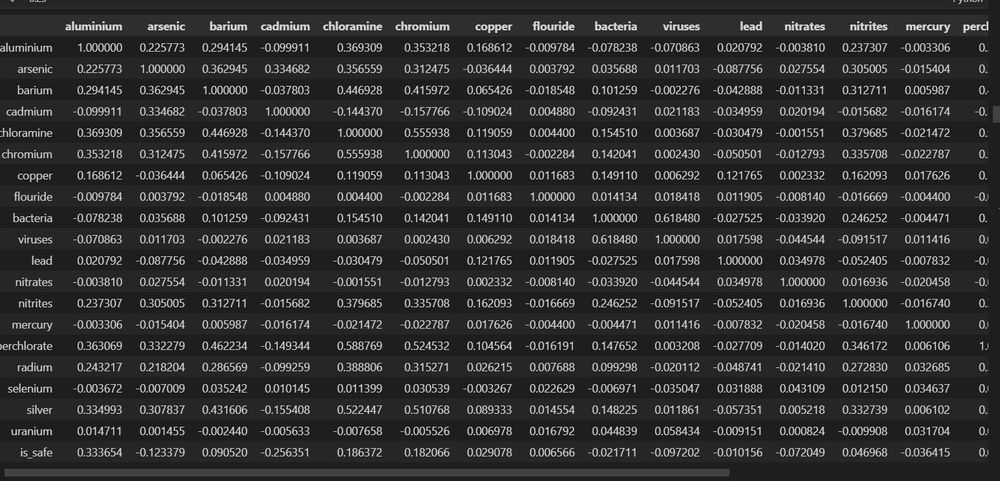 aluminium arsenic barium cadmium chloramine chromium copper flouride bacteria viruses lead nitrates nitrites mercury
aluminium 1.000000 0.225773 0.294145 -0.099911 0.369309 0.353218 0.168612 -0.009784 -0.078238 -0.070863 0.020792 -0.003810 0.237307 -0.003306
arsenic 0.225773 1.000000 0.362945 0.334682 0.356559 0.312475 -0.036444 0.003792 0.035688 0.011703 -0.087756 0.027554 0.305005 -0.015404
barium 0.294145 0.362945 1.000000 -0.037803 0.446928 0.415972 0.065426 -0.018548 0.101259 -0.002276 -0.042888 -0.011331 0.312711 0.005987
cadmium -0.099911 0.334682 -0.037803 1.000000 -0.144370 -0.157766 -0.109024 0.004880 -0.092431 0.021183 -0.034959 0.020194 -0.015682 -0.016174
chloramine 0.369309 0.356559 0.446928 -0.144370 1.000000 0.555938 0.119059 0.004400 0.154510 0.003687 -0.030479 -0.001551 0.379685 -0.021472
chromium 0.353218 0.312475 0.415972 -0.157766 0.555938 1.000000 0.113043 -0.002284 0.142041 0.002430 -0.050501 -0.012793 0.335708 -0.022787
copper 0.168612 -0.036444 0.065426 -0.109024 0.119059 0.113043 1.000000 0.011683 0.149110 0.006292 0.121765 0.002332 0.162093 0.017626
flouride -0.009784 0.003792 -0.018548 0.004880 0.004400 -0.002284 0.011683 1.000000 0.014134 0.018418 0.011905 -0.008140 -0.016669 -0.004400
bacteria -0.078238 0.035688 0.101259 -0.092431 0.154510 0.142041 0.149110 0.014134 1.000000 0.618480 -0.027525 -0.033920 0.246252 -0.004471
viruses -0.070863 0.011703 -0.002276 0.021183 0.003687 0.002430 0.006292 0.018418 0.618480 1.000000 0.017598 -0.044544 -0.091517 0.011416
lead 0.020792 -0.087756 -0.042888 -0.034959 -0.030479 -0.050501 0.121765 0.011905 -0.027525 0.017598 1.000000 0.034978 -0.052405 -0.007832
nitrates -0.003810 0.027554 -0.011331 0.020194 -0.001551 -0.012793 0.002332 -0.008140 -0.033920 -0.044544 0.034978 1.000000 0.016936 -0.020458
nitrites 0.237307 0.305005 0.312711 -0.015682 0.379685 0.335708 0.162093 -0.016669 0.246252 -0.091517 -0.052405 0.016936 1.000000 -0.016740
mercury -0.003306 -0.015404 0.005987 -0.016174 -0.021472 -0.022787 0.017626 -0.004400 -0.004471 0.011416 -0.007832 -0.020458 -0.016740 1.000000
perchlorate 0.363069 0.332279 0.462234 -0.149344 0.588769 0.524532 0.104564 -0.016191 0.147652 0.003208 -0.027709 -0.014020 0.346172 0.006106
radium 0.243217 0.218204 0.286569 -0.099259 0.388806 0.315271 0.026215 0.007688 0.099298 -0.020112 -0.048741 -0.021410 0.272830 0.032685
selenium -0.003672 -0.007009 0.035242 0.010145 0.011399 0.030539 -0.003267 0.022629 -0.006971 -0.035047 0.031888 0.043109 0.012150 0.034637
silver 0.334993 0.307837 0.431606 -0.155408 0.522447 0.510768 0.089333 0.014554 0.148225 0.011861 -0.057351 0.005218 0.332739 0.006102
uranium 0.014711 0.001455 -0.002440 -0.005633 -0.007658 -0.005526 0.006978 0.016792 0.044839 0.058434 -0.009151 0.000824 -0.009908 0.031704
is_safe 0.333654 -0.123379 0.090520 -0.256351 0.186372 0.182066 0.029078 0.006566 -0.021711 -0.097202 -0.010156 -0.072049 0.046968 -0.036415